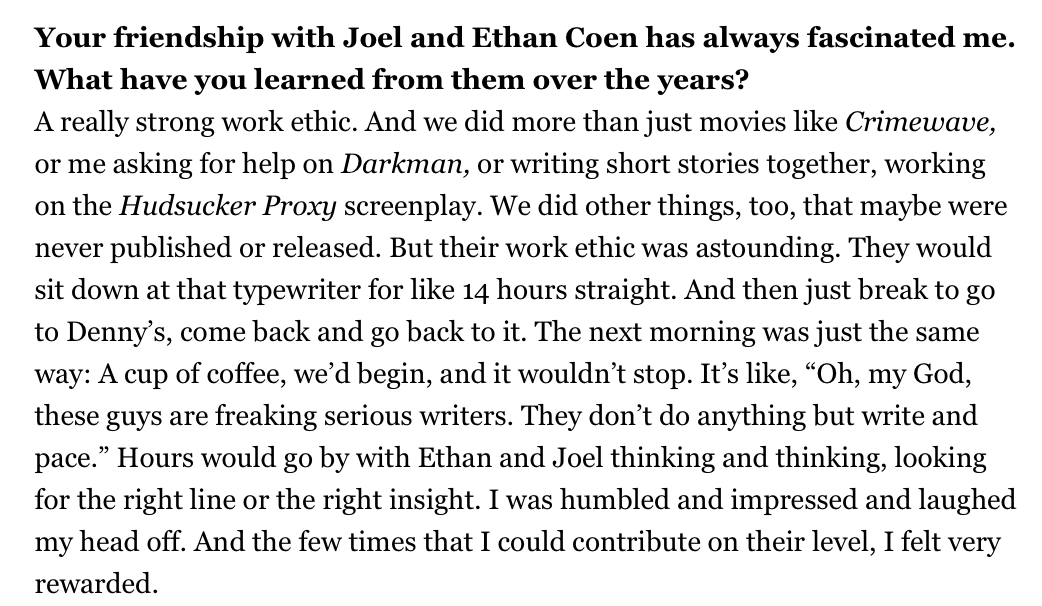 Your friendship with Joel and Ethan Coen has always fascinated me.
What have you learned from them over the years?
A really strong work ethic. And we did more than just movies like Crimewave,
or me asking for help on Darkman, or writing short stories together, working
on the Hudsucker Proxy screenplay. We did other things, too, that maybe were
never published or released. But their work ethic was astounding. They would
sit down at that typewriter for like 14 hours straight. And then just break to go
to Denny’s, come back and go back to it. The next morning was just the same
way: A cup of coffee, we’d begin, and it wouldn’t stop. It’s like, “Oh, my God,
these guys are freaking serious writers. They don’t do anything but write and
pace.” Hours would go by with Ethan and Joel thinking and thinking, looking
for the right line or the right insight. I was humbled and impressed and laughed
my head off. And the few times that I could contribute on their level, I felt very
rewarded.